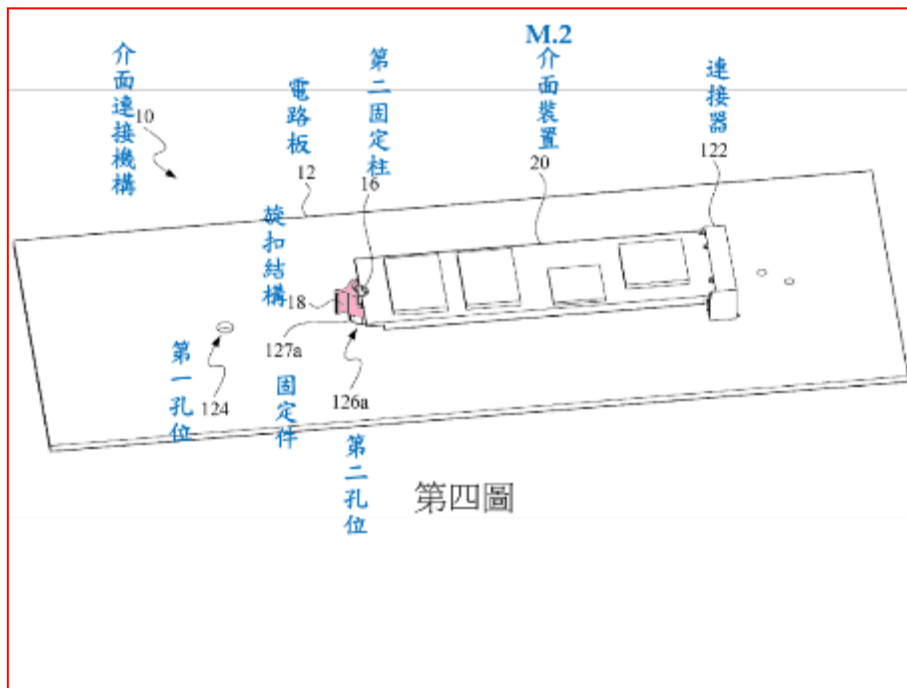 介面連接機構
10
電路板
12
第二固定柱
16
M.2
介面裝置
20
連接器
122
旋扣結構
18
127a
固定件
126a
第二孔位
第一孔位
124
第四圖